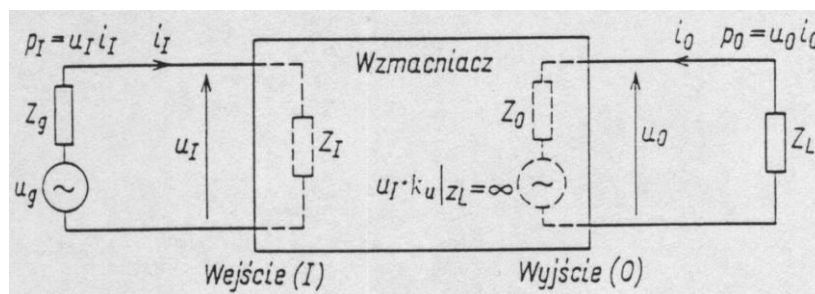 p_I = u_I i_I
i_I
Wzmacniacz
i_O
p_O = u_O i_O
Z_g
u_I
Z_I
Z_O
u_O
Z_L
u_g
~
u_I · k_u | z_L = ∞
~
Wejście (I)
Wyjście (O)